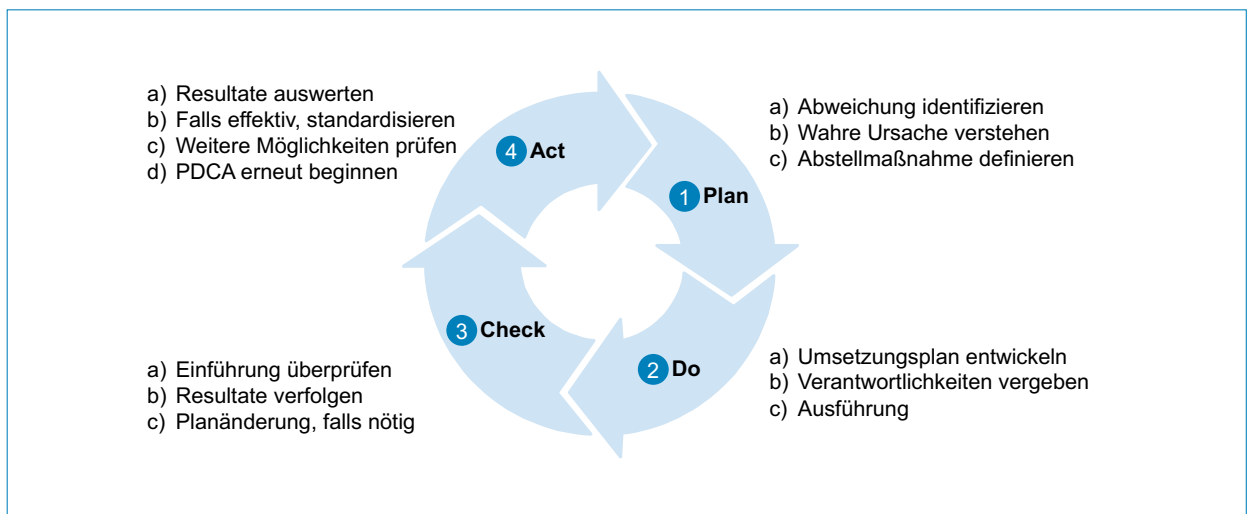 a) Resultate auswerten
b) Falls effektiv, standardisieren
c) Weitere Möglichkeiten prüfen
d) PDCA erneut beginnen
4 Act
a) Abweichung identifizieren
b) Wahre Ursache verstehen
c) Abstellmaßnahme definieren
1 Plan
3 Check
a) Einführung überprüfen
b) Resultate verfolgen
c) Planänderung, falls nötig
2 Do
a) Umsetzungsplan entwickeln
b) Verantwortlichkeiten vergeben
c) Ausführung